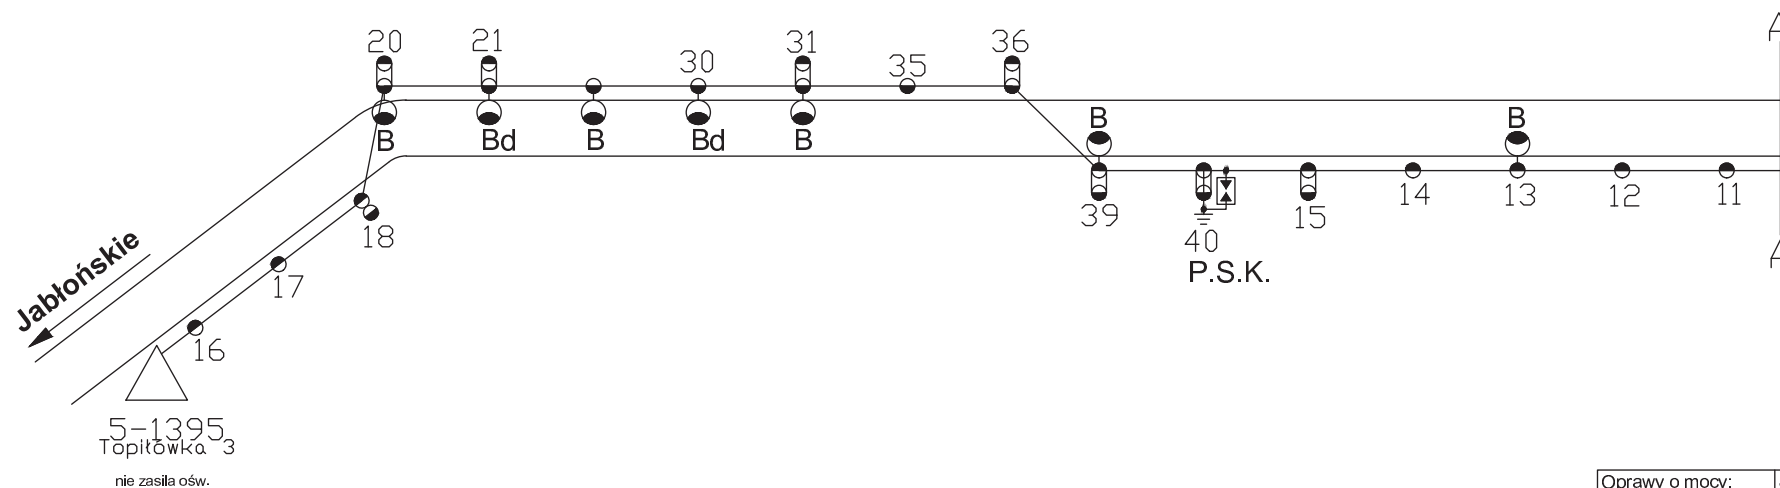 20 21 30 31 35 36
B Bd B Bd B B B
18 39 40 15 14 13 12 11
P.S.K.
17
Jabłońskie
16
5-1395
Topiłówka 3
nie zasila ośw.
Oprawy o mocy: